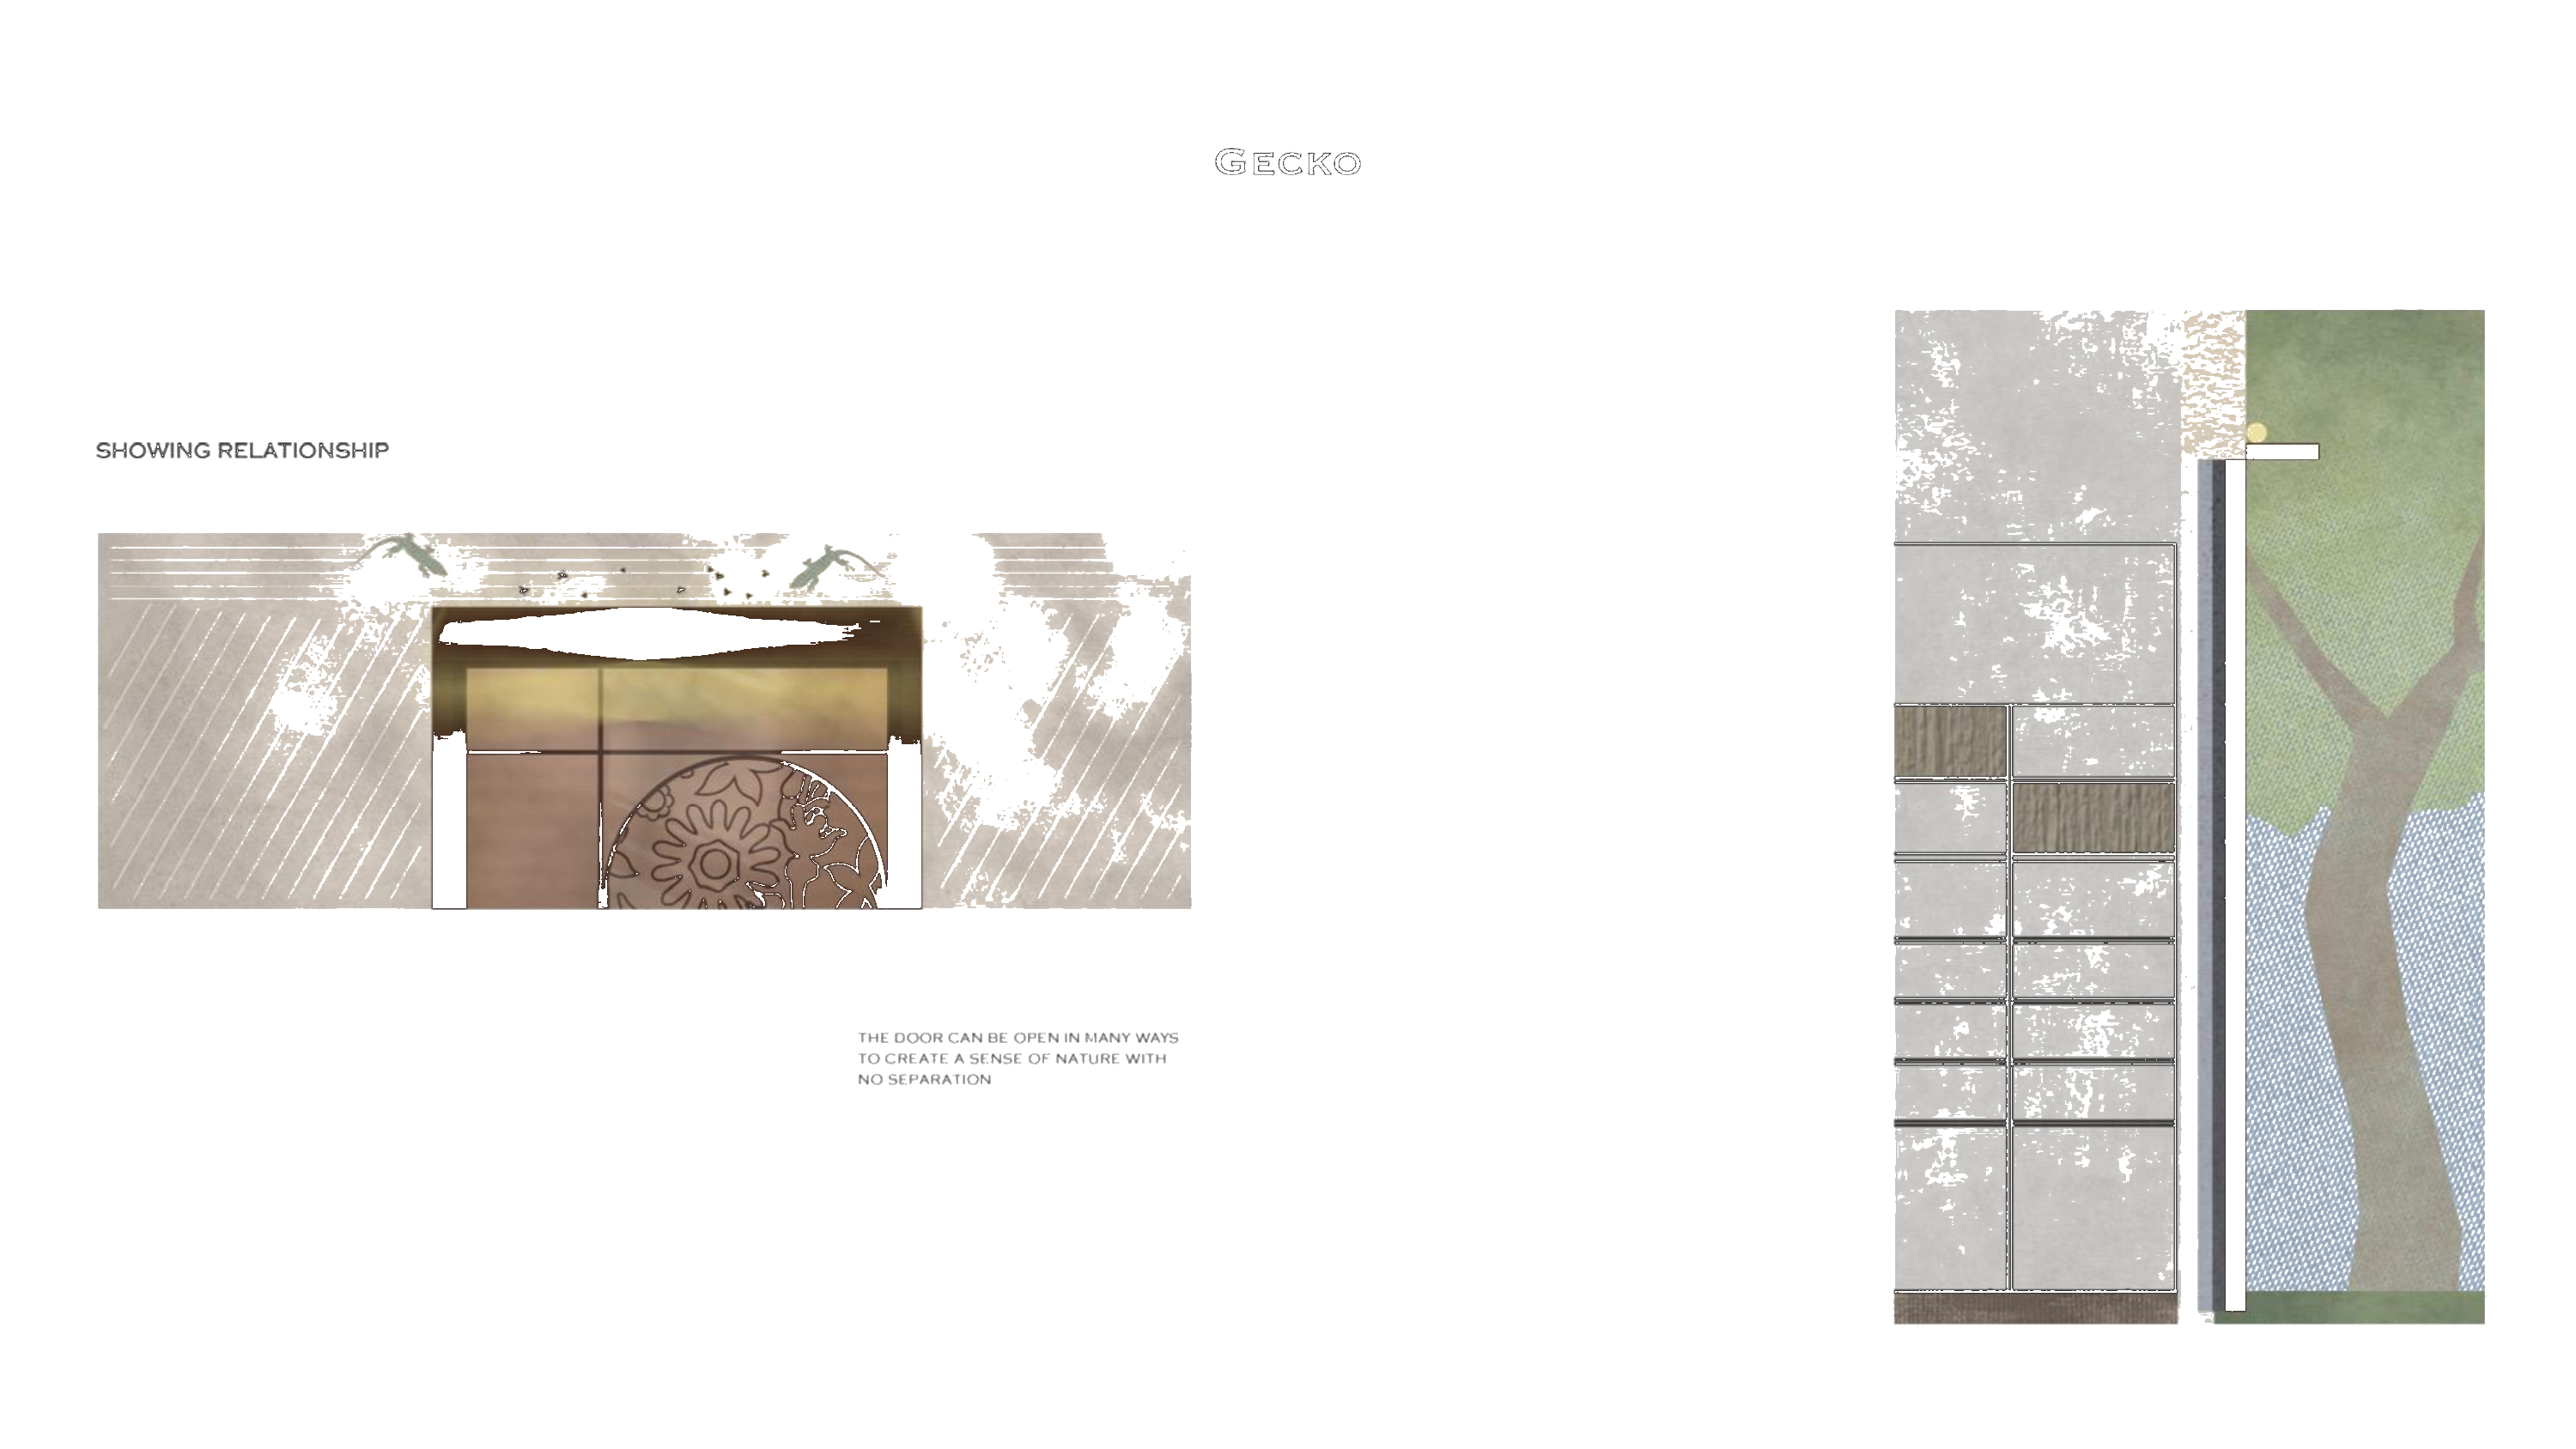 GECKO
SHOWING RELATIONSHIP
THE DOOR CAN BE OPEN IN MANY WAYS
TO CREATE A SENSE OF NATURE WITH
NO SEPARATION